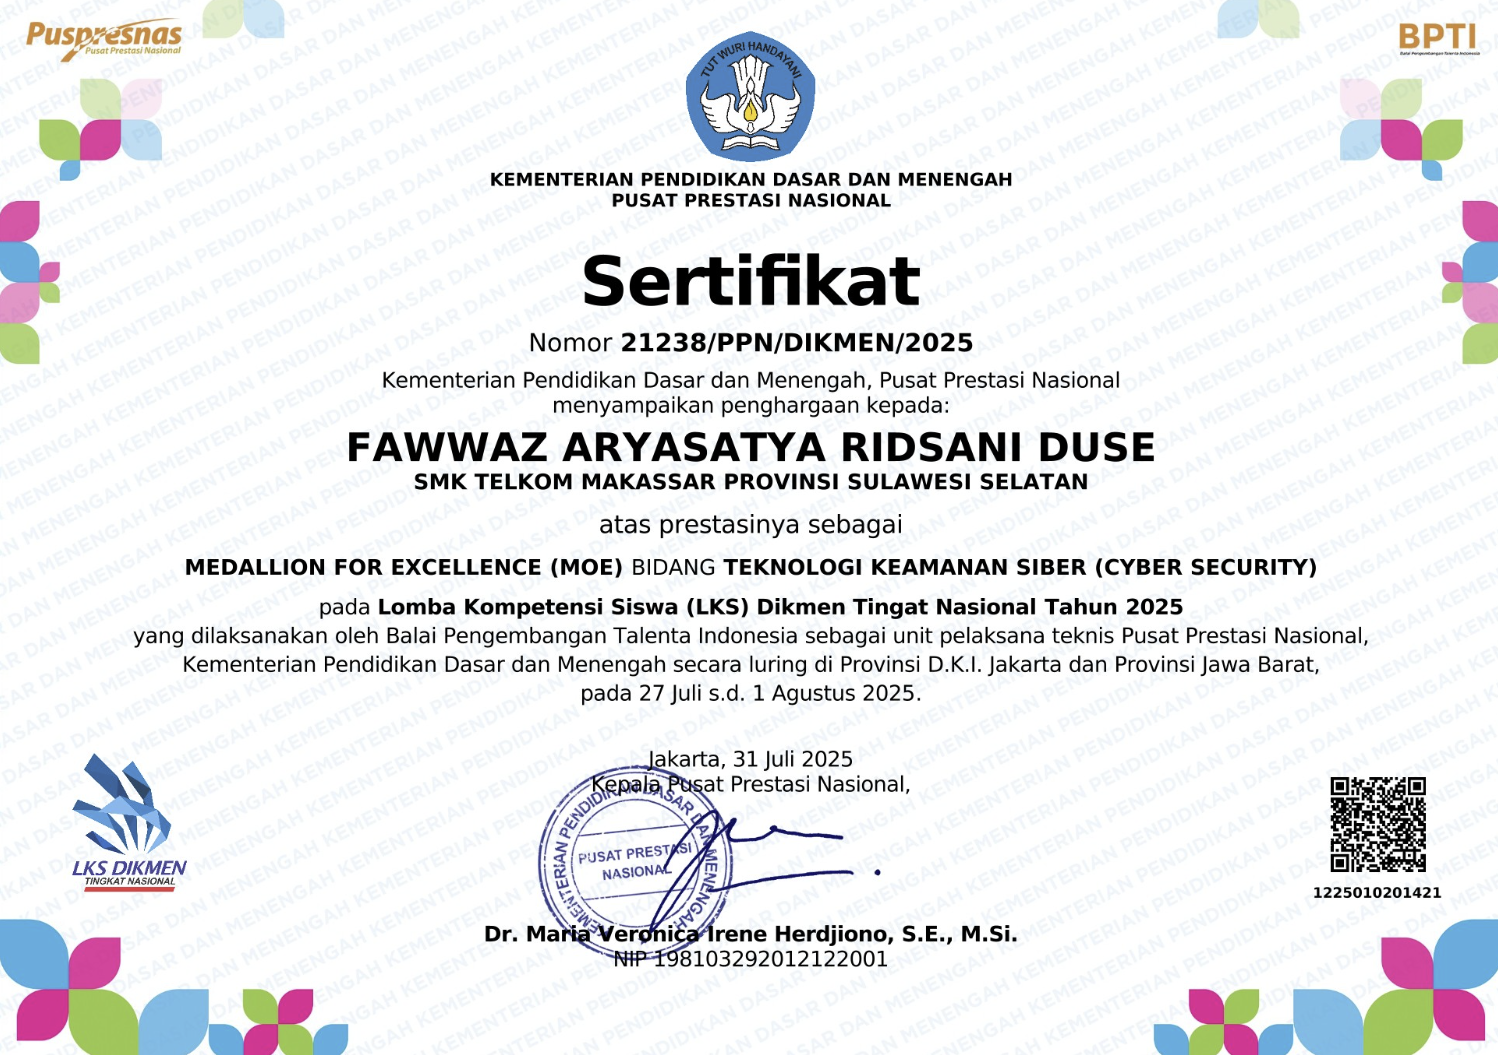 Puspresnas
Pusat Prestasi Nasional
BPTI
Balai Pengembangan Talenta Indonesia
TUT WURI HANDAYANI
KEMENTERIAN PENDIDIKAN DASAR DAN MENENGAH
PUSAT PRESTASI NASIONAL
Sertifikat
Nomor 21238/PPN/DIKMEN/2025
Kementerian Pendidikan Dasar dan Menengah, Pusat Prestasi Nasional
menyampaikan penghargaan kepada:
FAWWAZ ARYASATYA RIDSANI DUSE
SMK TELKOM MAKASSAR PROVINSI SULAWESI SELATAN
atas prestasinya sebagai
MEDALLION FOR EXCELLENCE (MOE) BIDANG TEKNOLOGI KEAMANAN SIBER (CYBER SECURITY)
pada Lomba Kompetensi Siswa (LKS) Dikmen Tingat Nasional Tahun 2025
yang dilaksanakan oleh Balai Pengembangan Talenta Indonesia sebagai unit pelaksana teknis Pusat Prestasi Nasional,
Kementerian Pendidikan Dasar dan Menengah secara luring di Provinsi D.K.I. Jakarta dan Provinsi Jawa Barat,
pada 27 Juli s.d. 1 Agustus 2025.
Jakarta, 31 Juli 2025
Kepala Pusat Prestasi Nasional,
KEMENTERIAN PENDIDIKAN DASAR DAN MENENGAH
PUSAT PRESTASI
NASIONAL
LKS DIKMEN
TINGKAT NASIONAL
1225010201421
Dr. Maria Veronica Irene Herdjiono, S.E., M.Si.
NIP 198103292012122001